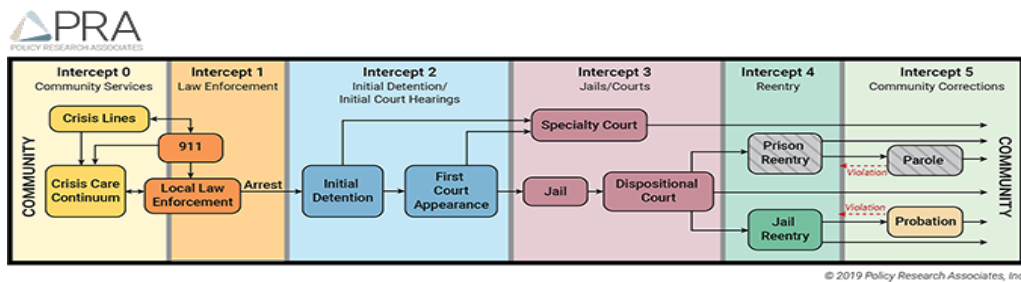 PRA
POLICY RESEARCH ASSOCIATES
Intercept 0
Community Services
Intercept 1
Law Enforcement
Intercept 2
Initial Detention/
Initial Court Hearings
Intercept 3
Jails/Courts
Intercept 4
Reentry
Intercept 5
Community Corrections
COMMUNITY
Crisis Lines
911
Crisis Care
Continuum
Local Law
Enforcement
Arrest
Initial
Detention
First
Court
Appearance
Specialty Court
Jail
Dispositional
Court
Prison
Reentry
Parole
Violation
Violation
Jail
Reentry
Probation
COMMUNITY
© 2019 Policy Research Associates, Inc